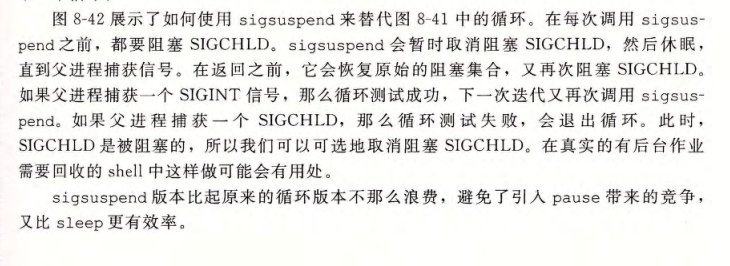 图 8-42 展示了如何使用 sigsuspend 来替代图 8-41 中的循环。在每次调用 sigsus-
pend 之前，都要阻塞 SIGCHLD。sigsuspend 会暂时取消阻塞 SIGCHLD，然后休眠，
直到父进程捕获信号。在返回之前，它会恢复原始的阻塞集合，又再次阻塞 SIGCHLD。
如果父进程捕获一个 SIGINT 信号，那么循环测试成功，下一次迭代又再次调用 sigsus-
pend。如果父进程捕获一个 SIGCHLD，那么循环测试失败，会退出循环。此时，
SIGCHLD 是被阻塞的，所以我们可以可选地取消阻塞 SIGCHLD。在真实的有后台作业
需要回收的 shell 中这样做可能会有用处。
sigsuspend 版本比起原来的循环版本不那么浪费，避免了引入 pause 带来的竞争，
又比 sleep 更有效率。